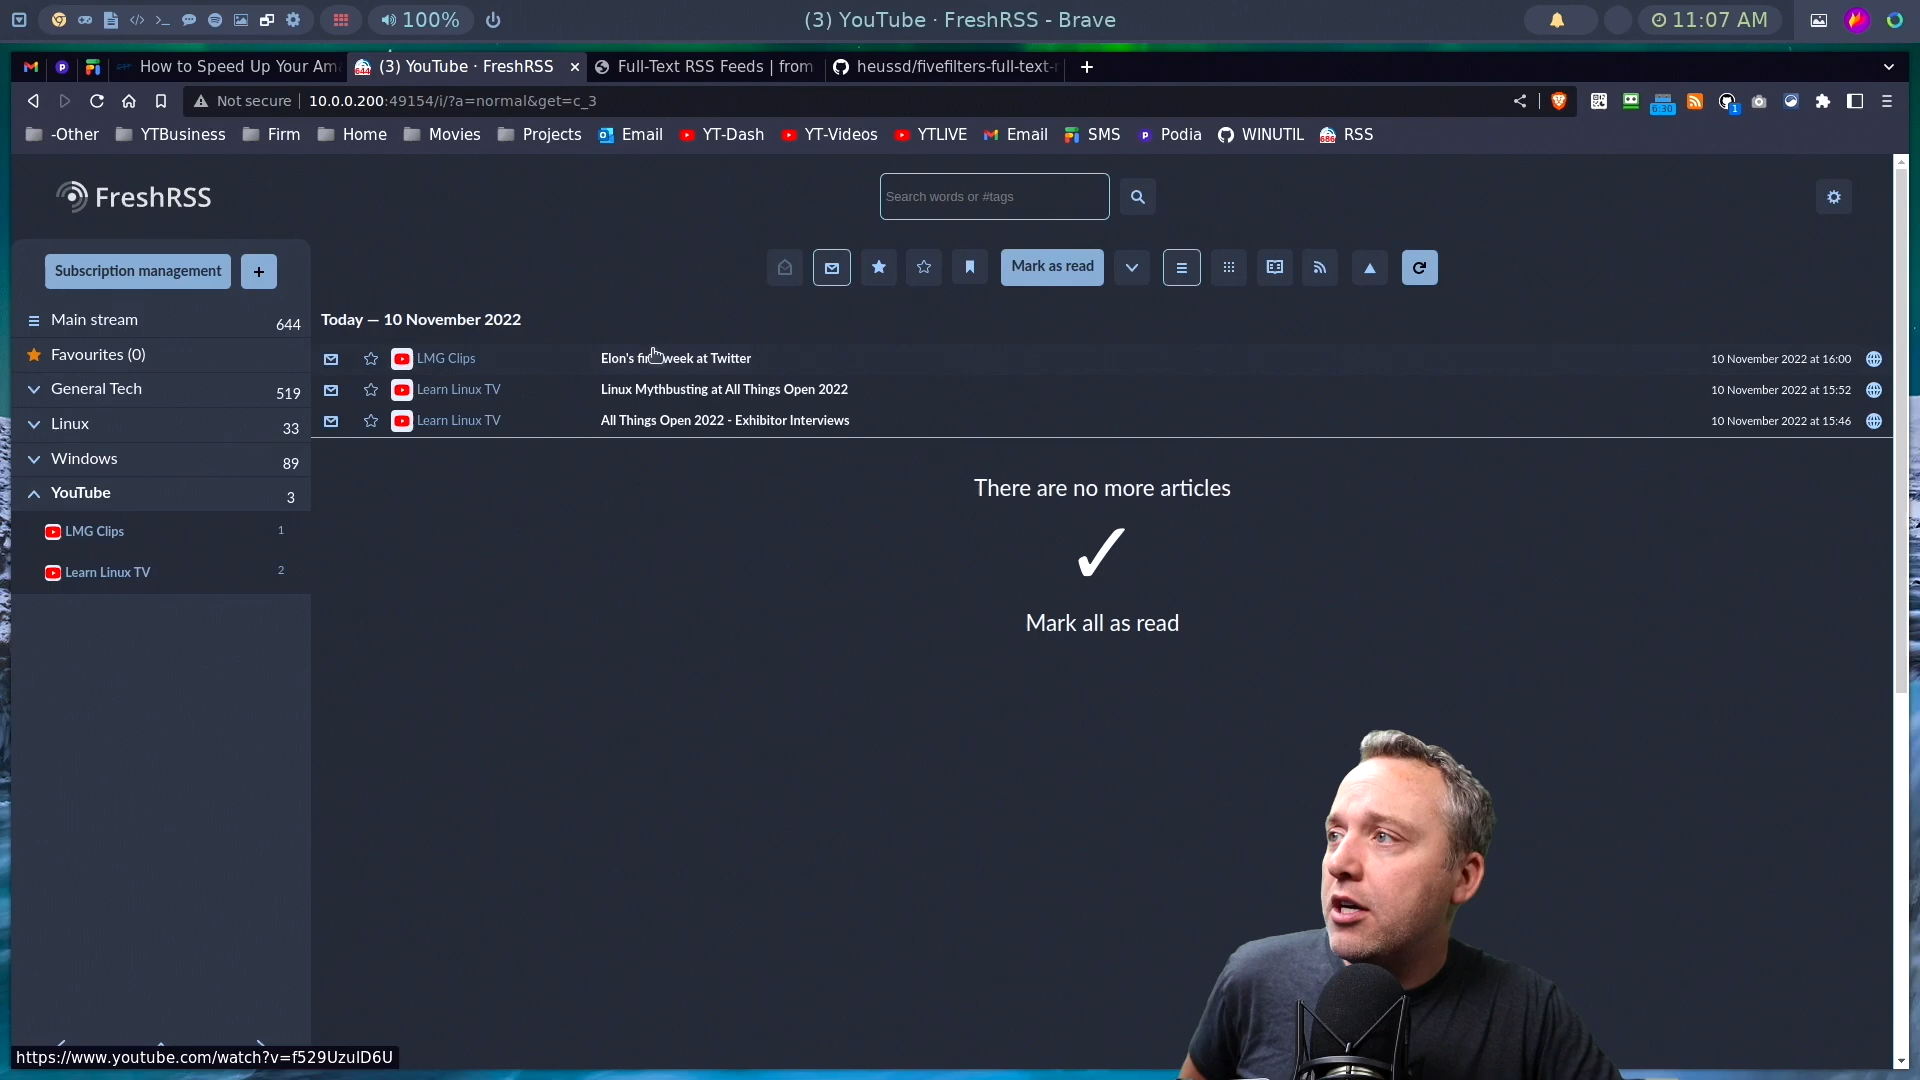 100%
(3) YouTube · FreshRSS - Brave
11:07 AM
How to Speed Up Your Am
(3) YouTube · FreshRSS
Full-Text RSS Feeds | from
heussd/fivefilters-full-text-r
Not secure
10.0.0.200:49154/i/?a=normal&get=c_3
6:30
1
-Other
YTBusiness
Firm
Home
Movies
Projects
Email
YT-Dash
YT-Videos
YTLIVE
Email
SMS
Podia
WINUTIL
RSS
FreshRSS
Search words or #tags
Subscription management
Mark as read
Main stream 644
Favourites (0)
General Tech 519
Linux 33
Windows 89
YouTube 3
LMG Clips 1
Learn Linux TV 2
Today — 10 November 2022
LMG Clips Elon's first week at Twitter 10 November 2022 at 16:00
Learn Linux TV Linux Mythbusting at All Things Open 2022 10 November 2022 at 15:52
Learn Linux TV All Things Open 2022 - Exhibitor Interviews 10 November 2022 at 15:46
There are no more articles
Mark all as read
https://www.youtube.com/watch?v=f529UzuID6U